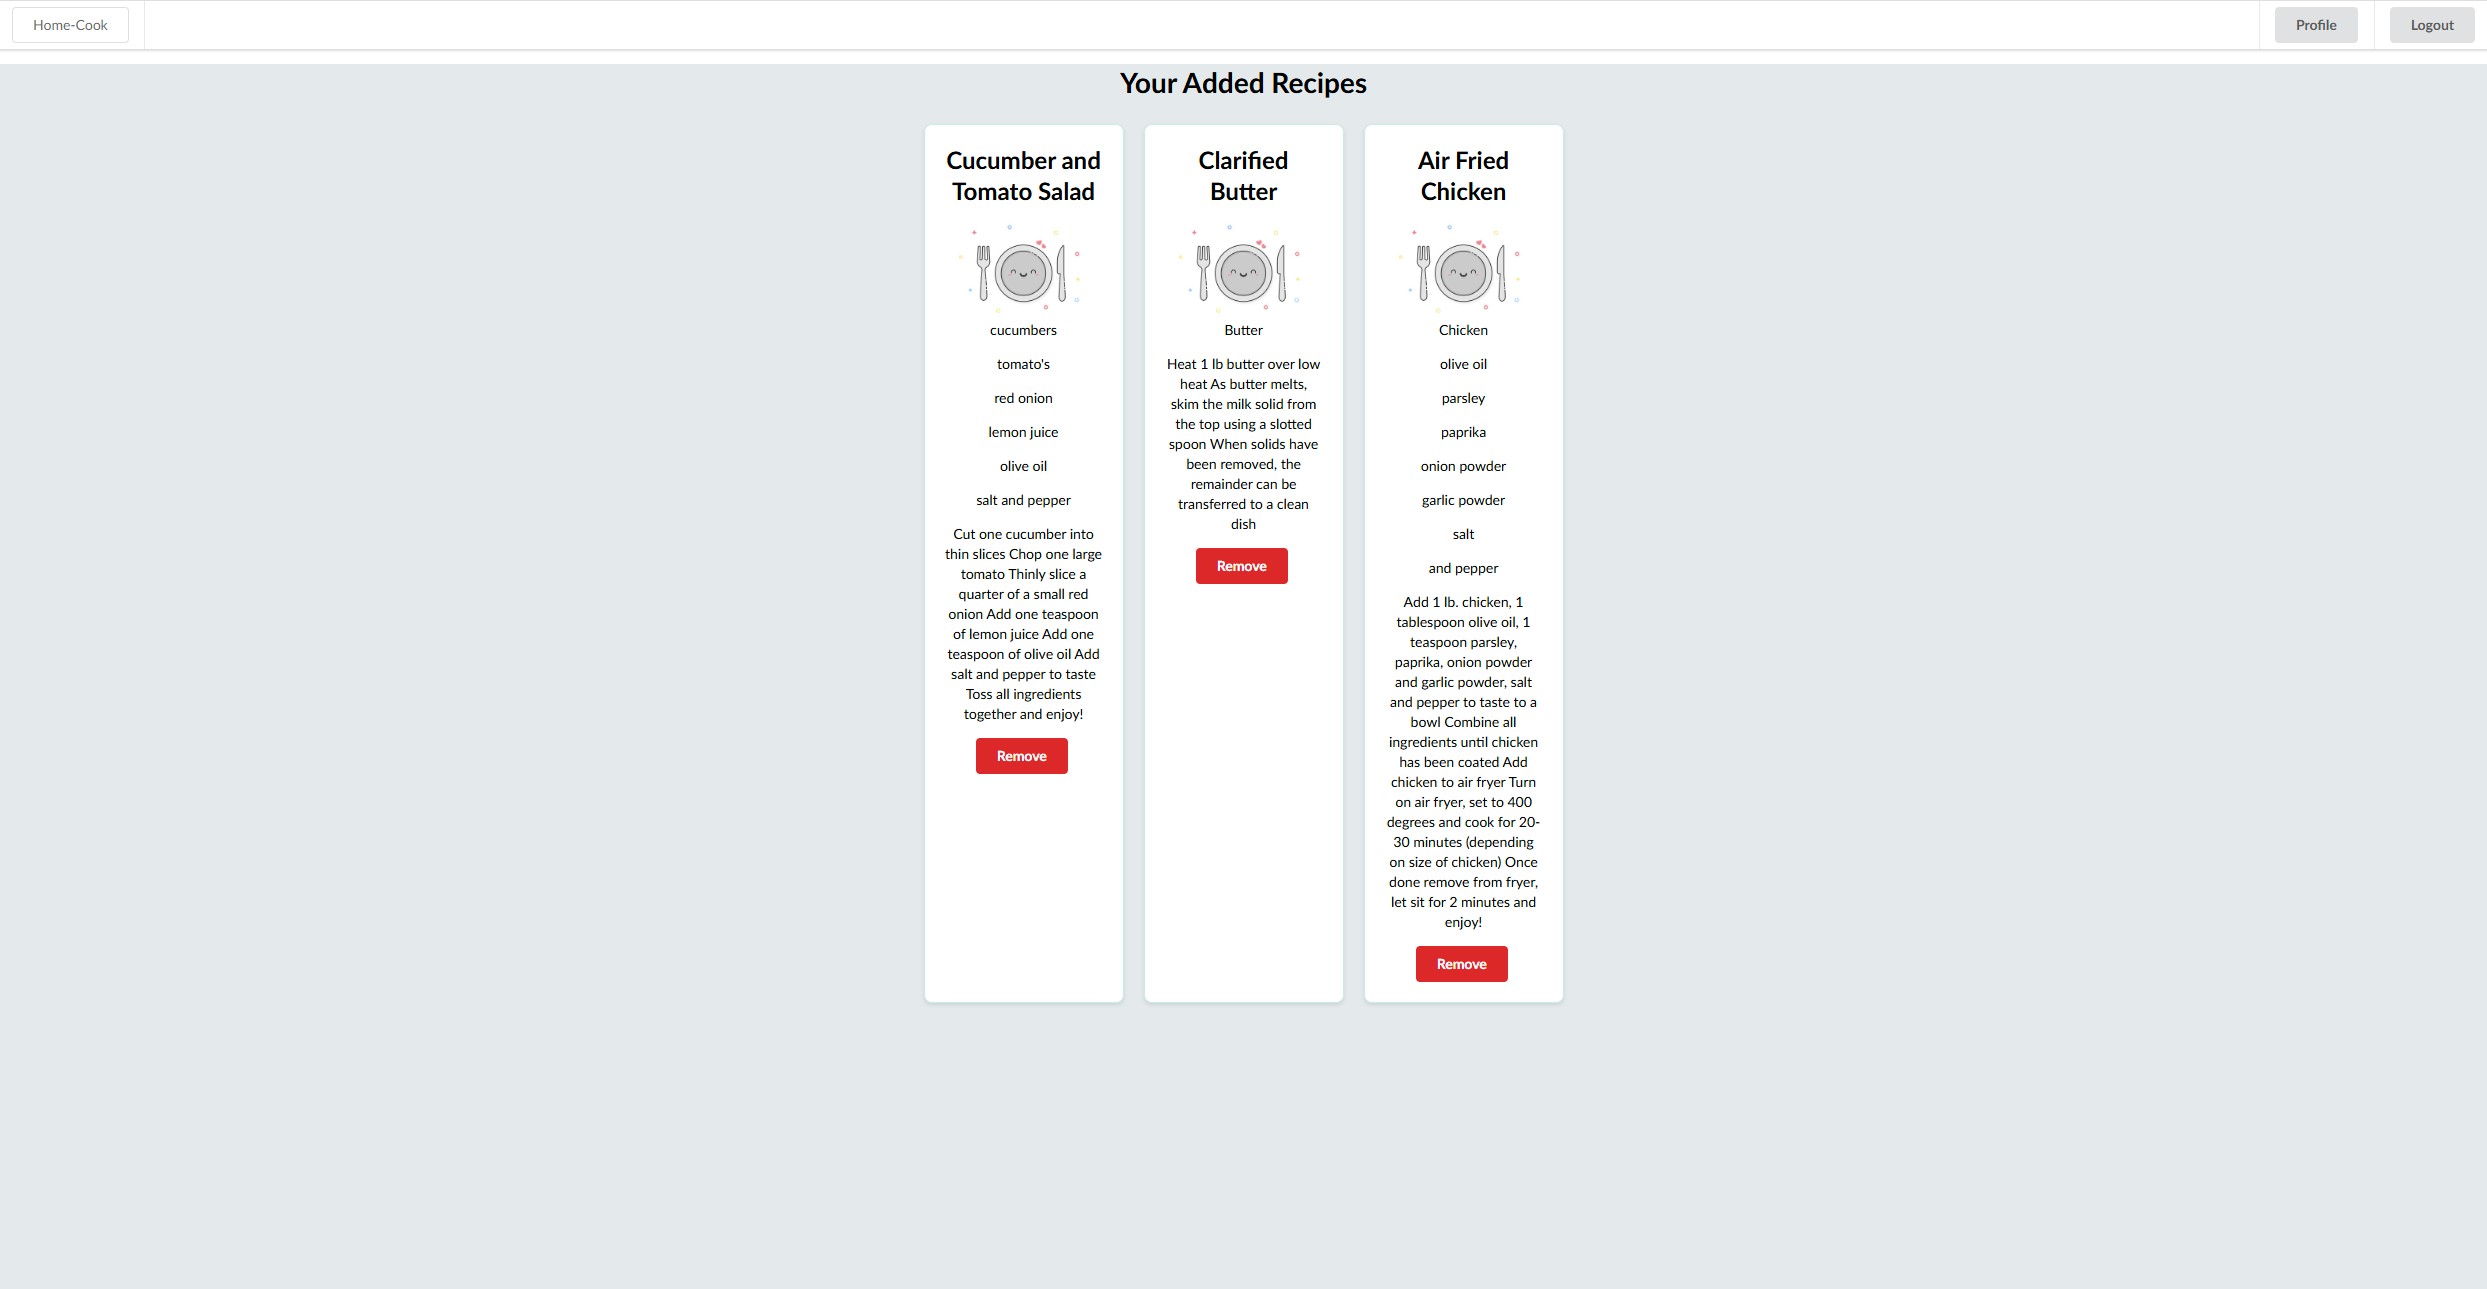 Home-Cook
Profile
Logout
Your Added Recipes
Cucumber and
Tomato Salad
cucumbers
tomato's
red onion
lemon juice
olive oil
salt and pepper
Cut one cucumber into
thin slices Chop one large
tomato Thinly slice a
quarter of a small red
onion Add one teaspoon
of lemon juice Add one
teaspoon of olive oil Add
salt and pepper to taste
Toss all ingredients
together and enjoy!
Remove
Clarified
Butter
Butter
Heat 1 lb butter over low
heat As butter melts,
skim the milk solid from
the top using a slotted
spoon When solids have
been removed, the
remainder can be
transferred to a clean
dish
Remove
Air Fried
Chicken
Chicken
olive oil
parsley
paprika
onion powder
garlic powder
salt
and pepper
Add 1 lb. chicken, 1
tablespoon olive oil, 1
teaspoon parsley,
paprika, onion powder
and garlic powder, salt
and pepper to taste to a
bowl Combine all
ingredients until chicken
has been coated Add
chicken to air fryer Turn
on air fryer, set to 400
degrees and cook for 20-
30 minutes (depending
on size of chicken) Once
done remove from fryer,
let sit for 2 minutes and
enjoy!
Remove